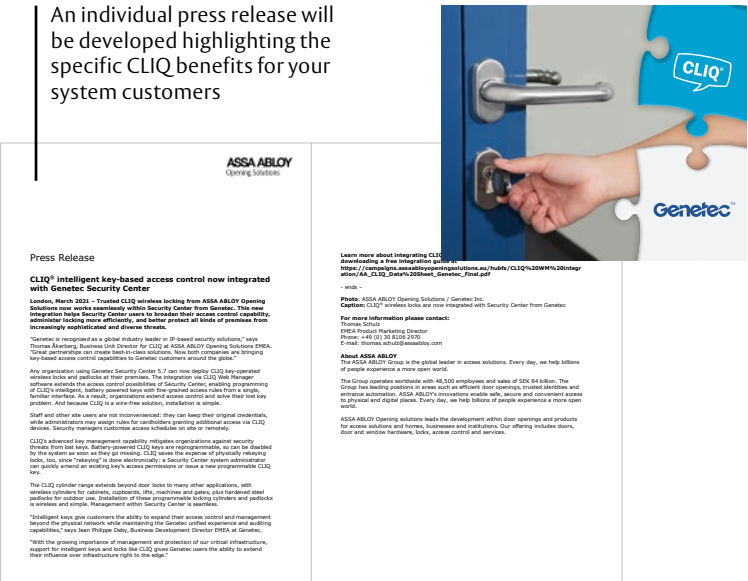 An individual press release will
be developed highlighting the
specific CLIQ benefits for your
system customers
CLIQ®
Genetec™
ASSA ABLOY
Opening Solutions
Press Release
CLIQ® intelligent key-based access control now integrated
with Genetec Security Center
London, March 2021 – Trusted CLIQ wireless locking from ASSA ABLOY Opening
Solutions now works seamlessly within Security Center from Genetec. This new
integration helps Security Center users to broaden their access control capability,
administer locking more efficiently, and better protect all kinds of premises from
increasingly sophisticated and diverse threats.
"Genetec is recognized as a global industry leader in IP-based security solutions," says
Thomas Åkerberg, Business Unit Director for CLIQ at ASSA ABLOY Opening Solutions EMEA.
"Great partnerships can create best-in-class solutions. Now both companies are bringing
key-based access control capabilities to Genetec customers around the globe."
Any organization using Genetec Security Center 5.7 can now deploy CLIQ key-operated
wireless locks and padlocks at their premises. The integration via CLIQ Web Manager
software extends the access control possibilities of Security Center, enabling programming
of CLIQ's intelligent, battery powered keys with fine-grained access rules from a single,
familiar interface. As a result, organizations extend access control and solve their lost key
problem. And because CLIQ is a wire-free solution, installation is simple.
Staff and other site users are not inconvenienced: they can keep their original credentials,
while administrators may assign rules for cardholders granting additional access via CLIQ
devices. Security managers customize access schedules on site or remotely.
CLIQ's advanced key management capability mitigates organizations against security
threats from lost keys. Battery-powered CLIQ keys are reprogrammable, so can be disabled
by the system as soon as they go missing. CLIQ saves the expense of physically rekeying
locks, too, since "rekeying" is done electronically: a Security Center system administrator
can quickly amend an existing key's access permissions or issue a new programmable CLIQ
key.
The CLIQ cylinder range extends beyond door locks to many other applications, with
wireless cylinders for cabinets, cupboards, lifts, machines and gates, plus hardened steel
padlocks for outdoor use. Installation of these programmable locking cylinders and padlocks
is wireless and simple. Management within Security Center is seamless.
"Intelligent keys give customers the ability to expand their access control and management
beyond the physical network while maintaining the Genetec unified experience and auditing
capabilities," says Jean Philippe Deby, Business Development Director EMEA at Genetec.
"With the growing importance of management and protection of our critical infrastructure,
support for intelligent keys and locks like CLIQ gives Genetec users the ability to extend
their influence over infrastructure right to the edge."
Learn more about integrating CLIQ
downloading a free integration guide at
https://campaigns.assaabloyopeningsolutions.eu/hubfs/CLIQ%20WM%20integr
ation/AA_CLIQ_Data%20Sheet_Genetec_Final.pdf
- ends –
Photo: ASSA ABLOY Opening Solutions / Genetec Inc.
Caption: CLIQ® wireless locks are now integrated with Security Center from Genetec
For more information please contact:
Thomas Schulz
EMEA Product Marketing Director
Phone: +49 (0) 30 8106 2970
E-mail: thomas.schulz@assaabloy.com
About ASSA ABLOY
The ASSA ABLOY Group is the global leader in access solutions. Every day, we help billions
of people experience a more open world.
The Group operates worldwide with 48,500 employees and sales of SEK 84 billion. The
Group has leading positions in areas such as efficient door openings, trusted identities and
entrance automation. ASSA ABLOY's innovations enable safe, secure and convenient access
to physical and digital places. Every day, we help billions of people experience a more open
world.
ASSA ABLOY Opening solutions leads the development within door openings and products
for access solutions and homes, businesses and institutions. Our offering includes doors,
door and window hardware, locks, access control and services.